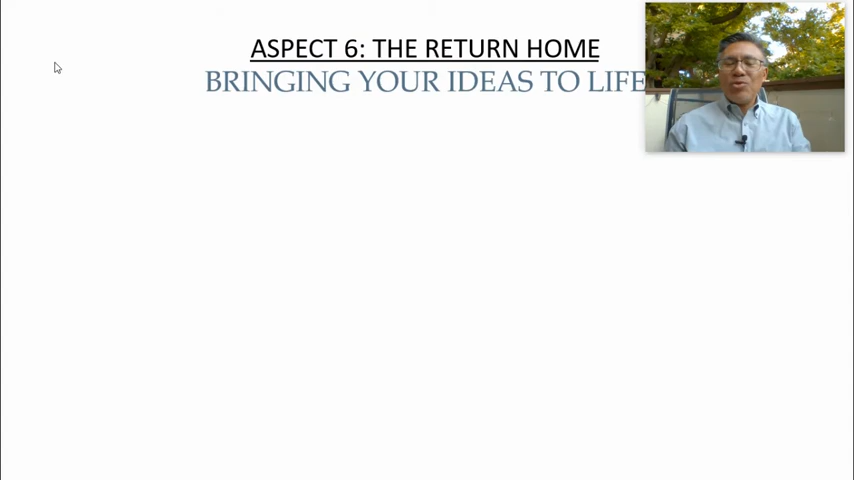 ASPECT 6: THE RETURN HOME
BRINGING YOUR IDEAS TO LIFE